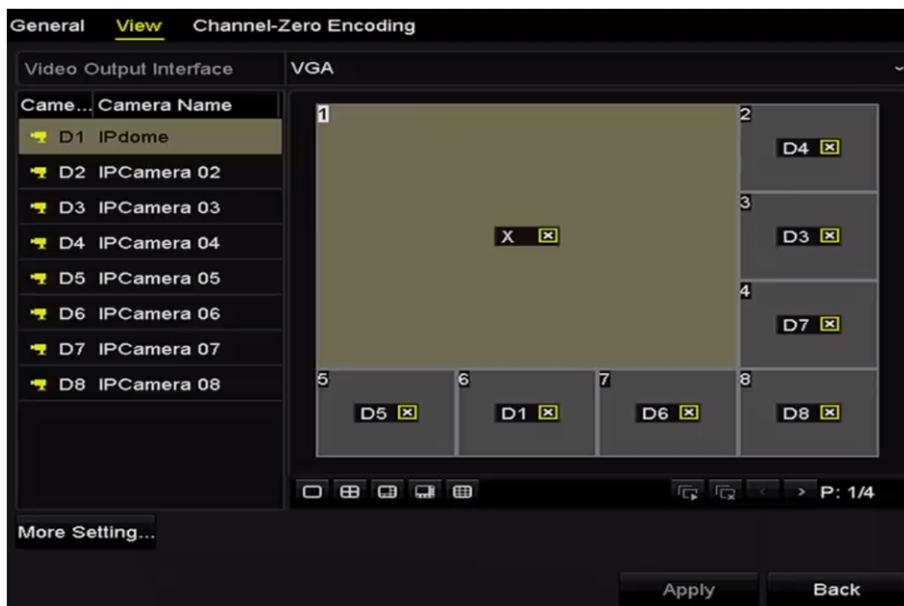 General View Channel-Zero Encoding
Video Output Interface VGA
Came... Camera Name
D1 IPdome
D2 IPCamera 02
D3 IPCamera 03
D4 IPCamera 04
D5 IPCamera 05
D6 IPCamera 06
D7 IPCamera 07
D8 IPCamera 08
1
X
2
D4
3
D3
4
D7
5
D5
6
D1
7
D6
8
D8
P: 1/4
More Setting...
Apply Back